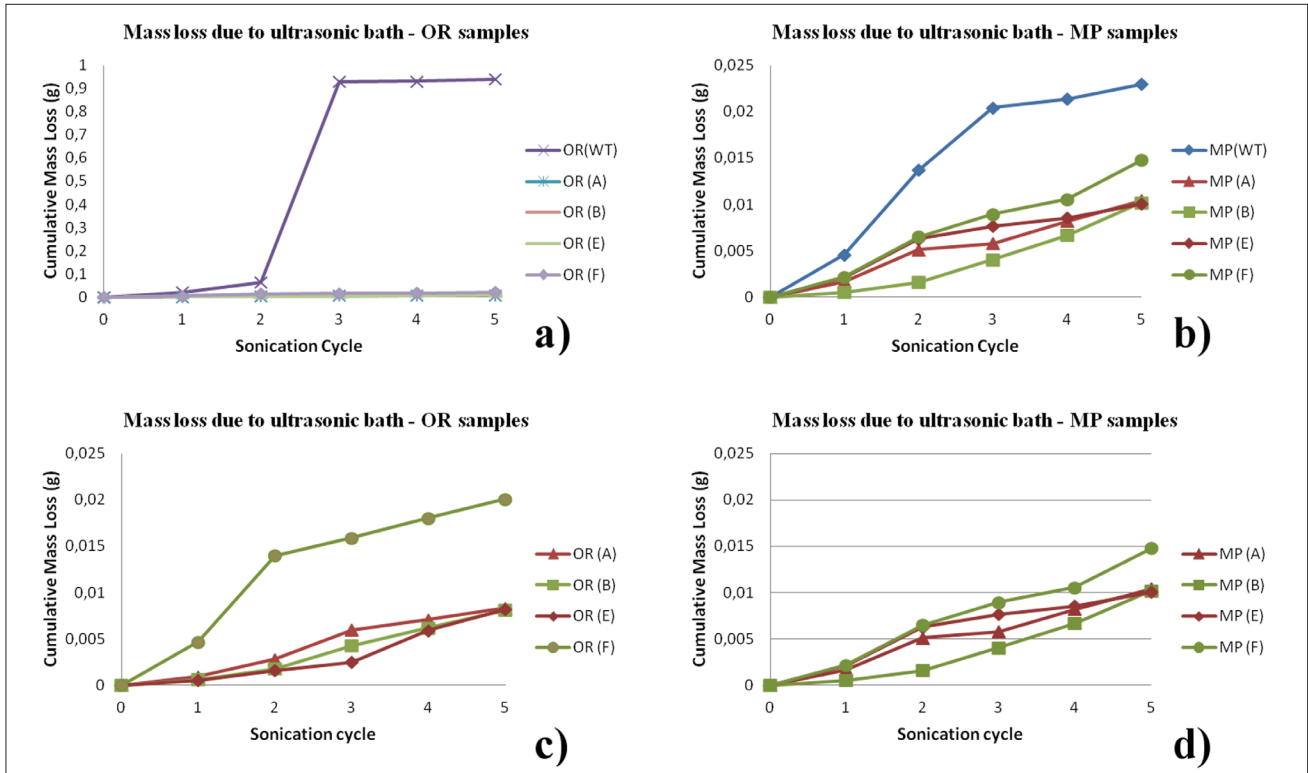 Mass loss due to ultrasonic bath - OR samples
Cumulative Mass Loss (g)
1
0,9
0,8
0,7
0,6
0,5
0,4
0,3
0,2
0,1
0
0 1 2 3 4 5
Sonication Cycle
OR(WT)
OR (A)
OR (B)
OR (E)
OR (F)
a)
Mass loss due to ultrasonic bath - MP samples
Cumulative Mass Loss (g)
0,025
0,02
0,015
0,01
0,005
0
0 1 2 3 4 5
Sonication Cycle
MP(WT)
MP (A)
MP (B)
MP (E)
MP (F)
b)
Mass loss due to ultrasonic bath - OR samples
Cumulative Mass Loss (g)
0,025
0,02
0,015
0,01
0,005
0
0 1 2 3 4 5
Sonication cycle
OR (A)
OR (B)
OR (E)
OR (F)
c)
Mass loss due to ultrasonic bath - MP samples
Cumulative Mass Loss (g)
0,025
0,02
0,015
0,01
0,005
0
0 1 2 3 4 5
Sonication cycle
MP (A)
MP (B)
MP (E)
MP (F)
d)